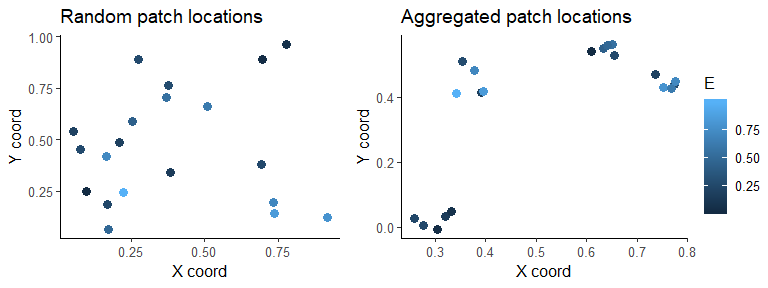 Random patch locations
1.00
0.75
0.50
0.25
Y coord
0.25
0.50
0.75
X coord
Aggregated patch locations
0.4
0.2
0.0
Y coord
0.3
0.4
0.5
0.6
0.7
0.8
X coord
E
0.75
0.50
0.25